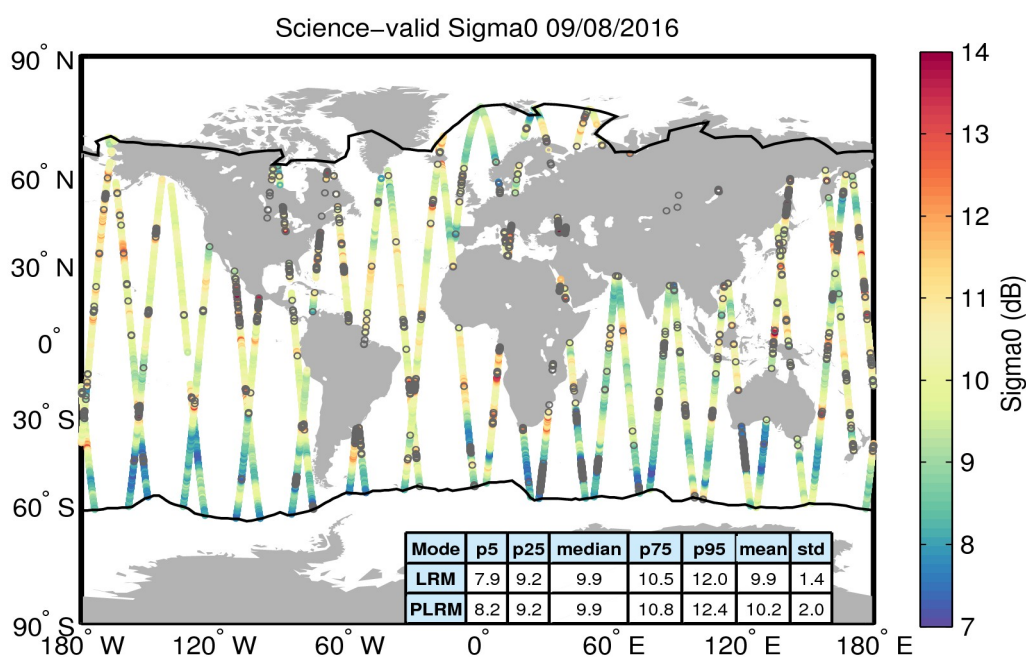 Science−valid Sigma0 09/08/2016
90° N
60° N
30° N
0°
30° S
60° S
90° S
180° W
120° W
60° W
0°
60° E
120° E
180° E
14
13
12
11
10
9
8
7
Sigma0 (dB)
Mode p5 p25 median p75 p95 mean std
LRM 7.9 9.2 9.9 10.5 12.0 9.9 1.4
PLRM 8.2 9.2 9.9 10.8 12.4 10.2 2.0